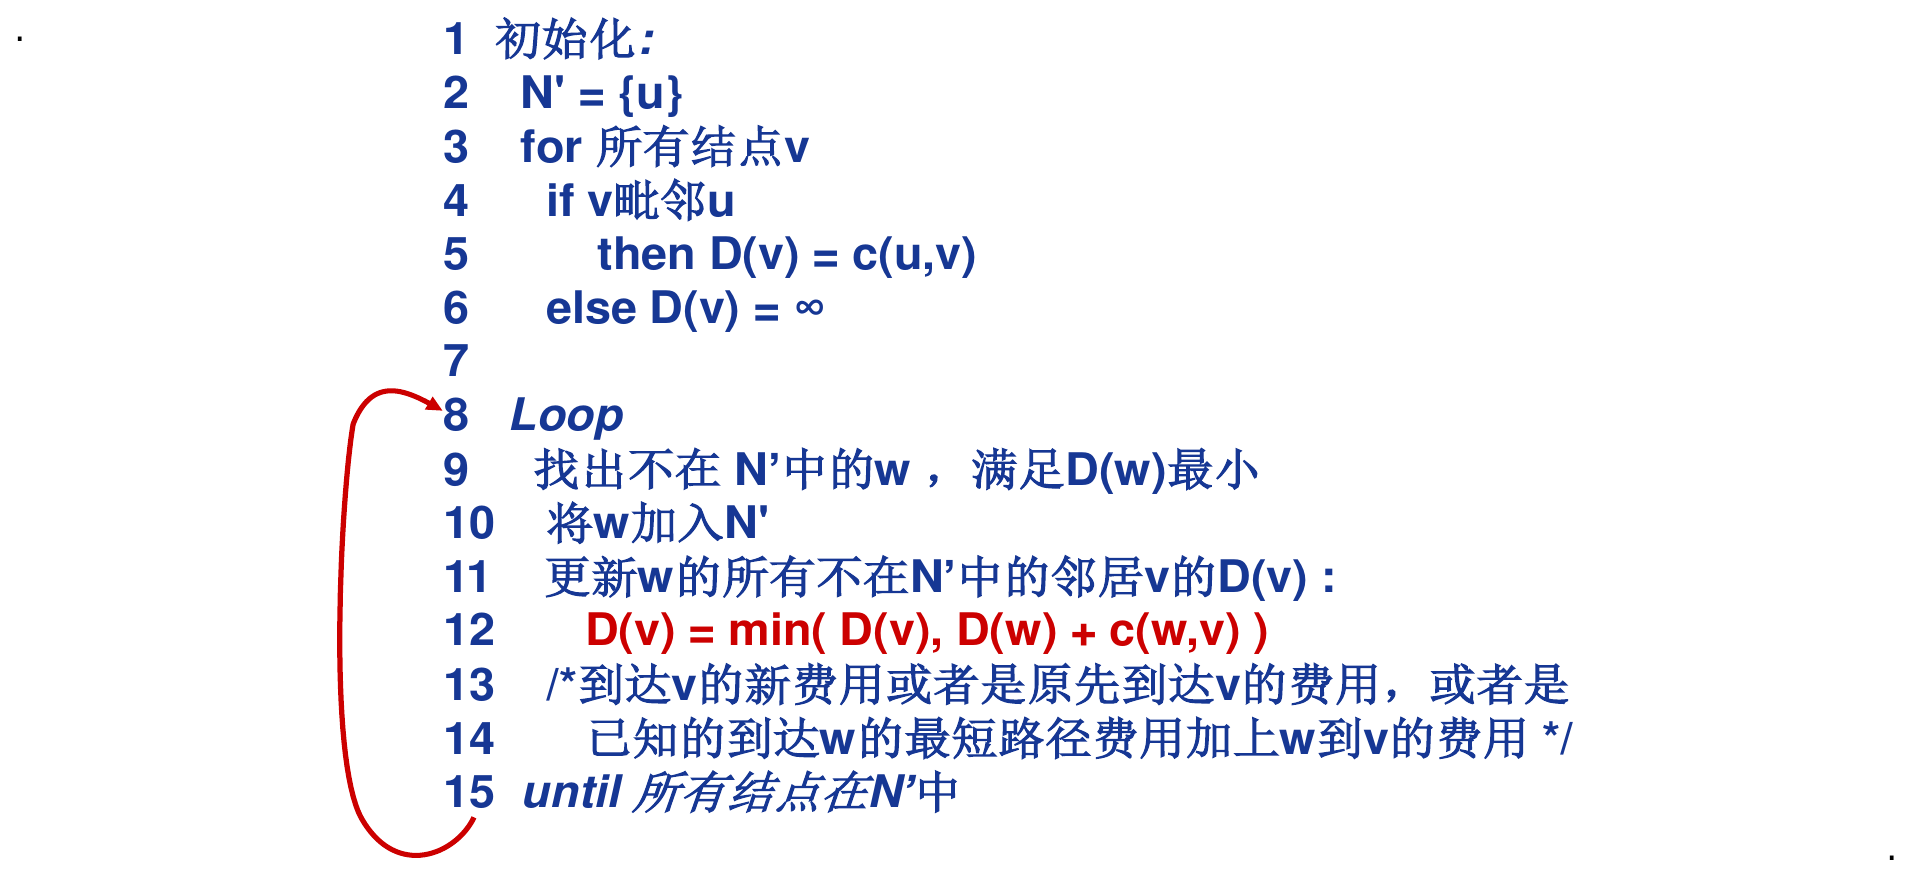 1 初始化:
2 N' = {u}
3 for 所有结点v
4 if v毗邻u
5 then D(v) = c(u,v)
6 else D(v) = ∞
7
8 Loop
9 找出不在 N’中的w ，满足D(w)最小
10 将w加入N'
11 更新w的所有不在N’中的邻居v的D(v) :
12 D(v) = min( D(v), D(w) + c(w,v) )
13 /*到达v的新费用或者是原先到达v的费用，或者是
14 已知的到达w的最短路径费用加上w到v的费用 */
15 until 所有结点在N’中